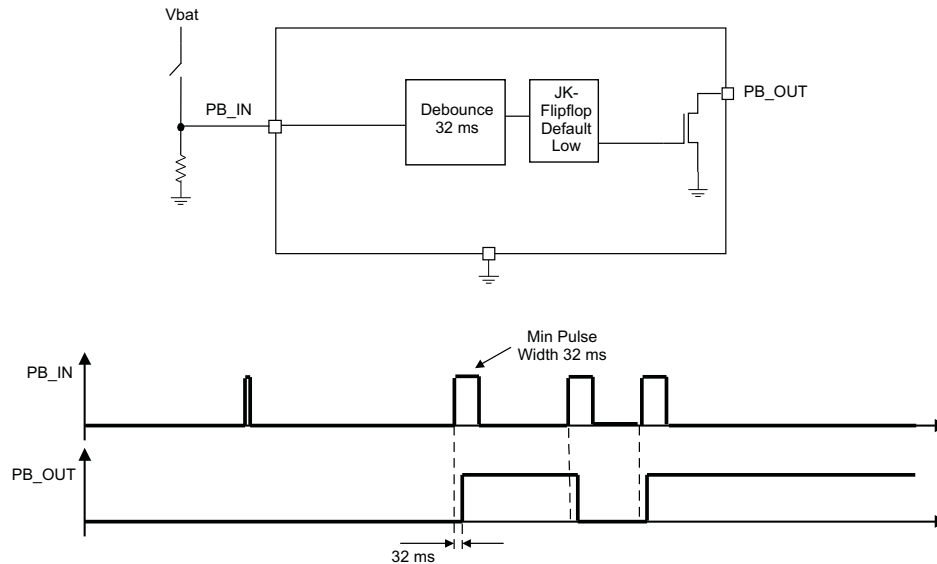 Vbat
PB_IN
Debounce
32 ms
JK-
Flipflop
Default
Low
PB_OUT
Min Pulse
Width 32 ms
PB_IN
PB_OUT
32 ms